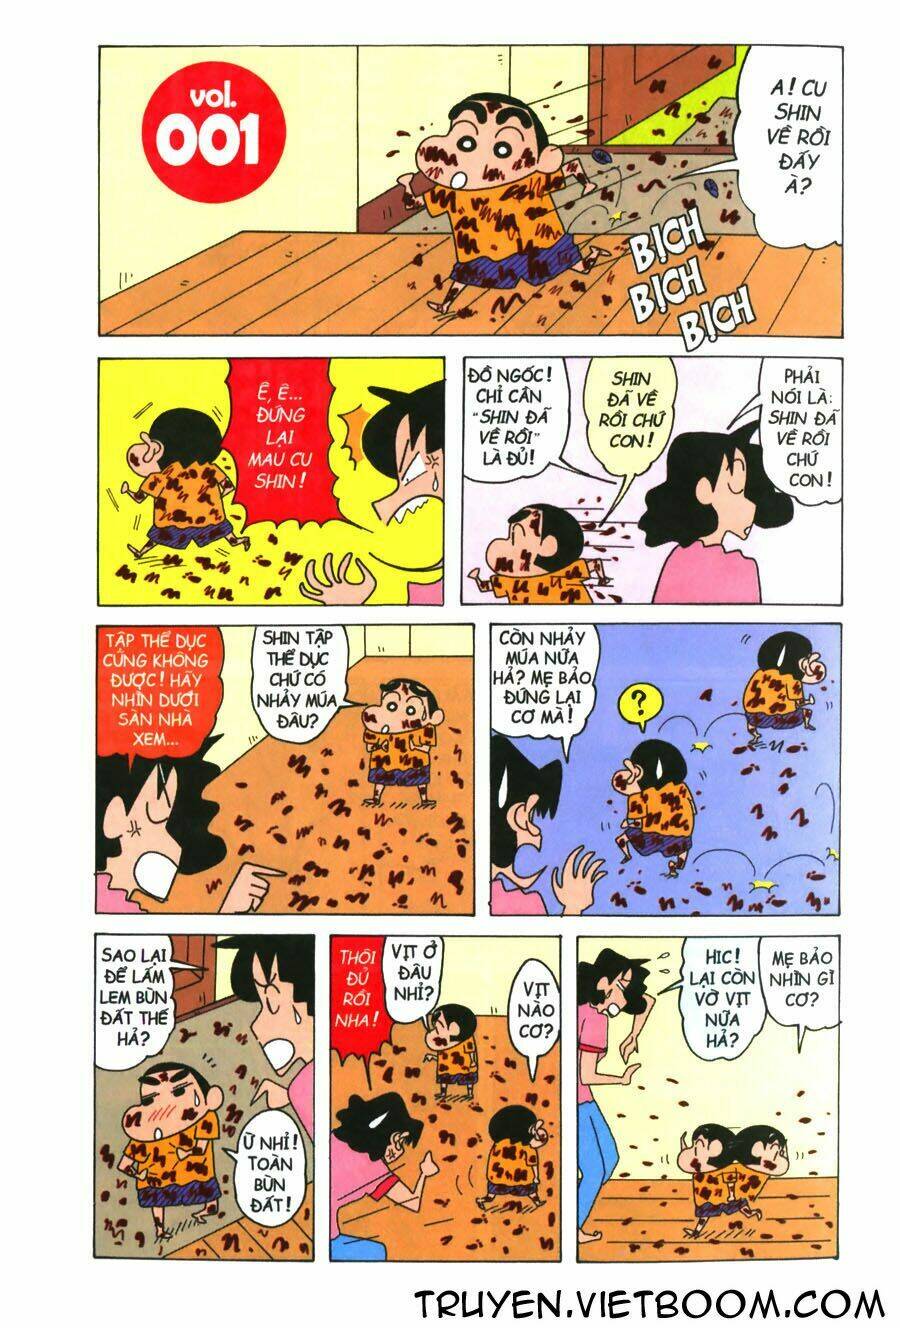 vol.
001
A! CU
SHIN
VỀ RỒI
ĐẤY
À?
BỊCH
BỊCH
BỊCH
PHẢI
NÓI LÀ:
SHIN ĐÃ
VỀ RỒI
CHỨ
CON!
SHIN
ĐÃ VỀ
RỒI CHỨ
CON!
ĐỒ NGỐC!
CHỈ CẦN
"SHIN ĐÃ
VỀ RỒI"
LÀ ĐỦ!
Ê, Ê...
ĐỨNG
LẠI
MAU CU
SHIN!
CÒN NHẢY
MÚA NỮA
HẢ? MẸ BẢO
ĐỨNG LẠI
CƠ MÀ!
?
SHIN TẬP
THỂ DỤC
CHỨ CÓ
NHẢY MÚA
ĐÂU?
TẬP THỂ DỤC
CŨNG KHÔNG
ĐƯỢC! HÃY
NHÌN DƯỚI
SÀN NHÀ
XEM...
MẸ BẢO
NHÌN GÌ
CƠ?
HIC!
LẠI CÒN
VỜ VỊT
NỮA
HẢ?
VỊT
NÀO
CƠ?
VỊT Ở
ĐÂU
NHỈ?
THÔI
ĐỦ
RỒI
NHA!
SAO LẠI
ĐỂ LẤM
LEM BÙN
ĐẤT THẾ
HẢ?
Ừ NHỈ!
TOÀN
BÙN
ĐẤT!
TRUYEN.VIETBOOM.COM